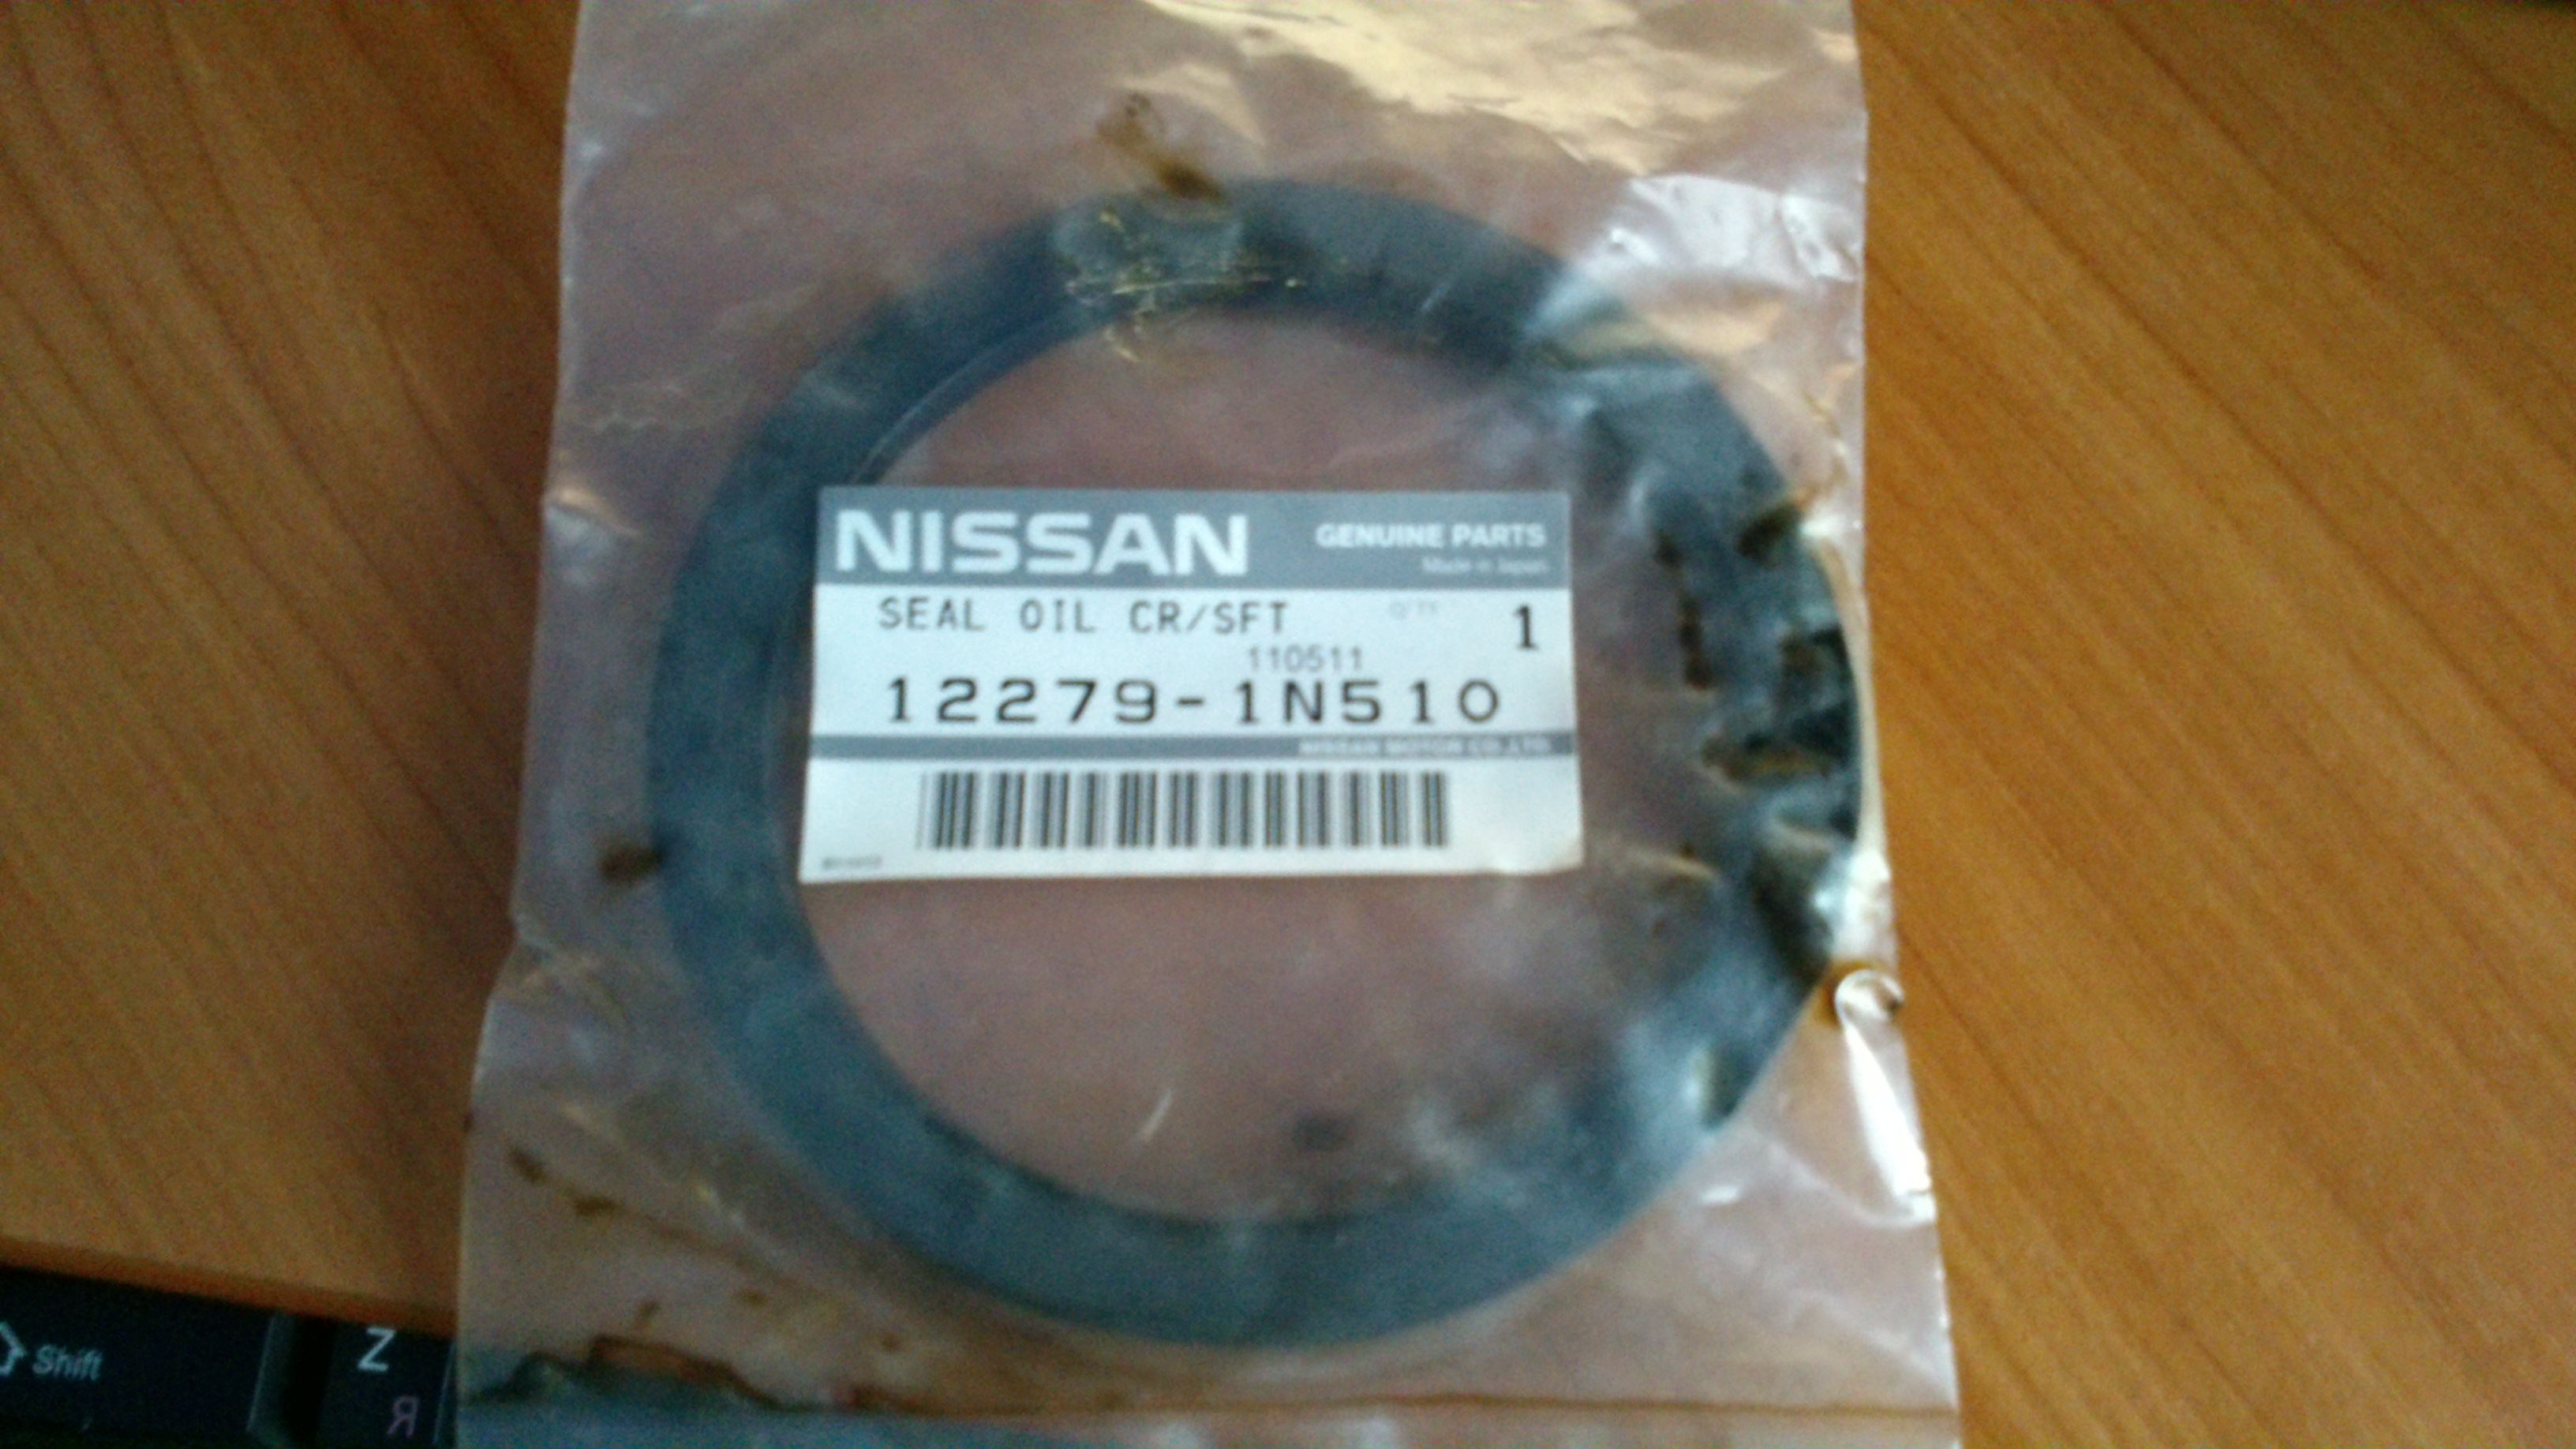 NISSAN GENUINE PARTS
Made in Japan
SEAL OIL CR/SFT Q'TY 1
110511
12279-1N510
NISSAN MOTOR CO.,LTD.
Shift
Z
Я